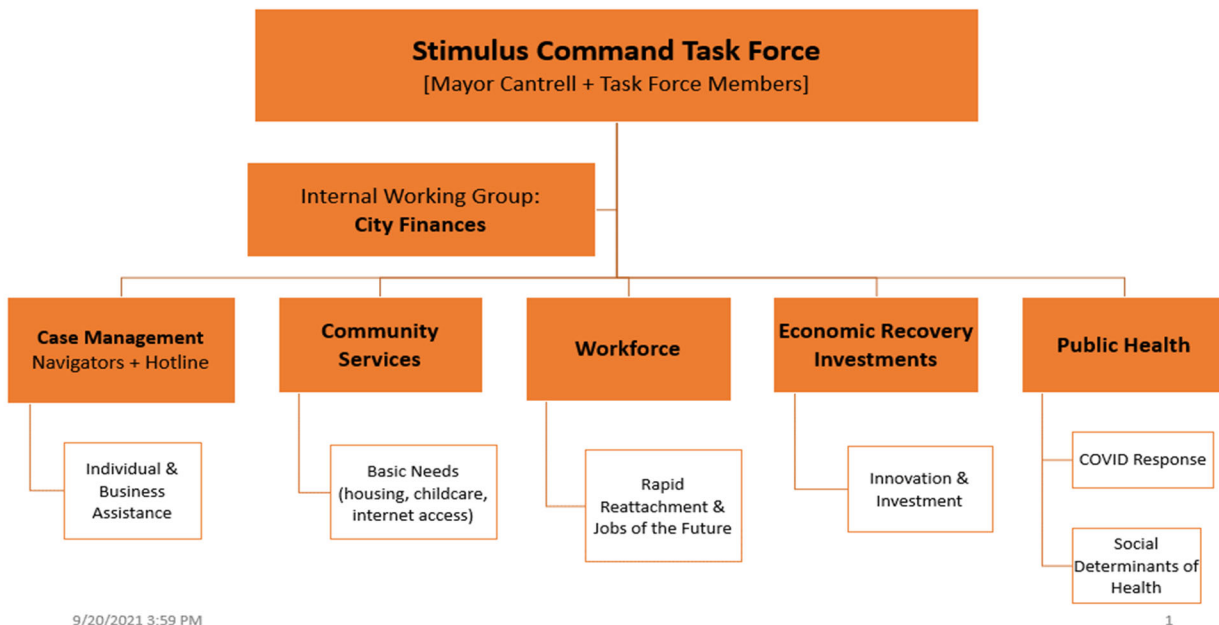 Stimulus Command Task Force
[Mayor Cantrell + Task Force Members]
Internal Working Group:
City Finances
Case Management
Navigators + Hotline
Community
Services
Workforce
Economic Recovery
Investments
Public Health
Individual &
Business
Assistance
Basic Needs
(housing, childcare,
internet access)
Rapid
Reattachment &
Jobs of the Future
Innovation &
Investment
COVID Response
Social
Determinants of
Health
9/20/2021 3:59 PM
1